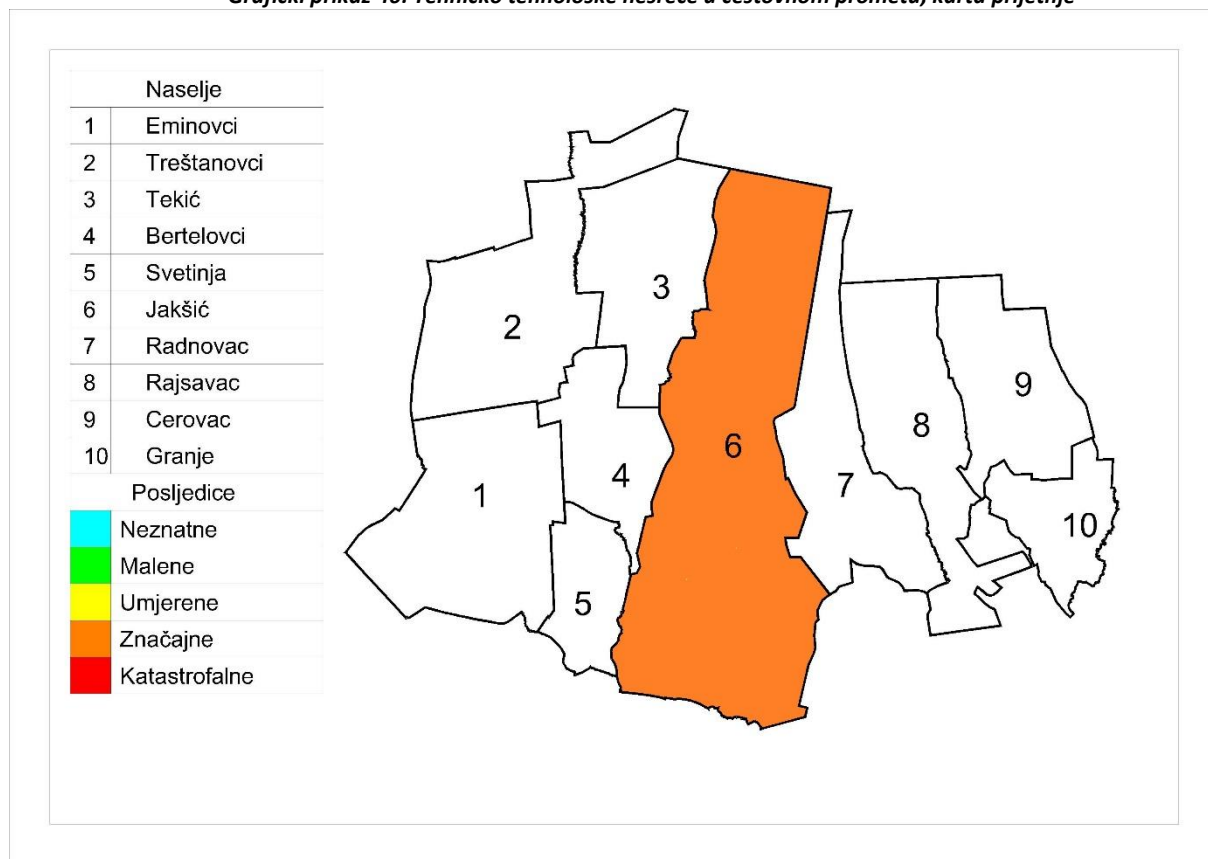 Naselje
1 Eminovci
2 Treštanovci
3 Tekić
4 Bertelovci
5 Svetinja
6 Jakšić
7 Radnovac
8 Rajsavac
9 Cerovac
10 Granje
Posljedice
Neznatne
Malene
Umjerene
Značajne
Katastrofalne
3
2
9
8
6
4
7
1
10
5